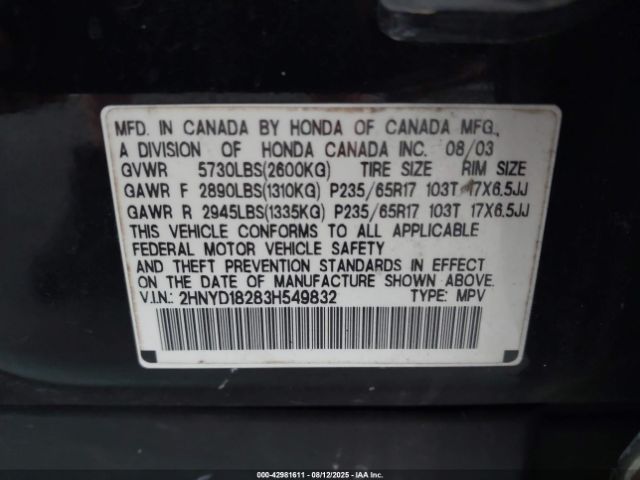 MFD. IN CANADA BY HONDA OF CANADA MFG.,
A DIVISION OF HONDA CANADA INC. 08/03
GVWR 5730LBS(2600KG) TIRE SIZE RIM SIZE
GAWR F 2890LBS(1310KG) P235/65R17 103T 17X6.5JJ
GAWR R 2945LBS(1335KG) P235/65R17 103T 17X6.5JJ
THIS VEHICLE CONFORMS TO ALL APPLICABLE
FEDERAL MOTOR VEHICLE SAFETY
AND THEFT PREVENTION STANDARDS IN EFFECT
ON THE DATE OF MANUFACTURE SHOWN ABOVE.
V.I.N.: 2HNYD18283H549832 TYPE: MPV
000-42981611 - 08/12/2025 - IAAI.com